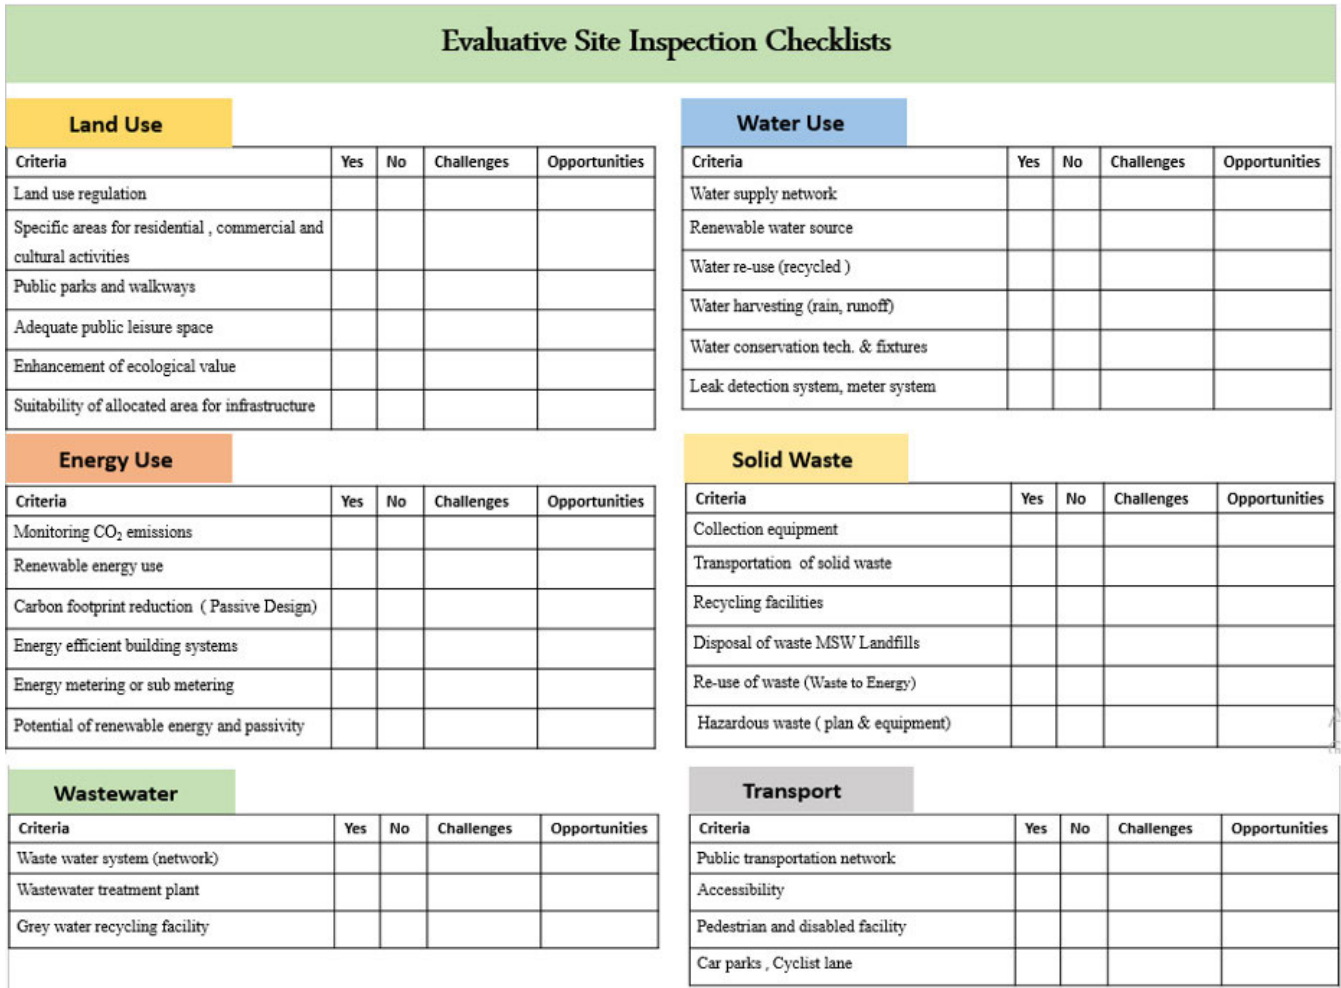 Evaluative Site Inspection Checklists
Land Use
Criteria Yes No Challenges Opportunities
Land use regulation
Specific areas for residential , commercial and
cultural activities
Public parks and walkways
Adequate public leisure space
Enhancement of ecological value
Suitability of allocated area for infrastructure
Water Use
Criteria Yes No Challenges Opportunities
Water supply network
Renewable water source
Water re-use (recycled )
Water harvesting (rain, runoff)
Water conservation tech. & fixtures
Leak detection system, meter system
Energy Use
Criteria Yes No Challenges Opportunities
Monitoring CO₂ emissions
Renewable energy use
Carbon footprint reduction ( Passive Design)
Energy efficient building systems
Energy metering or sub metering
Potential of renewable energy and passivity
Solid Waste
Criteria Yes No Challenges Opportunities
Collection equipment
Transportation of solid waste
Recycling facilities
Disposal of waste MSW Landfills
Re-use of waste (Waste to Energy)
Hazardous waste ( plan & equipment)
Wastewater
Criteria Yes No Challenges Opportunities
Waste water system (network)
Wastewater treatment plant
Grey water recycling facility
Transport
Criteria Yes No Challenges Opportunities
Public transportation network
Accessibility
Pedestrian and disabled facility
Car parks , Cyclist lane